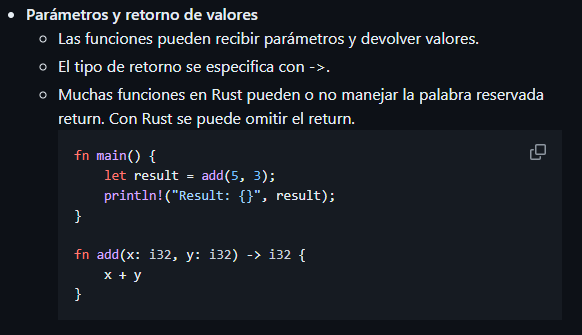 Parámetros y retorno de valores
Las funciones pueden recibir parámetros y devolver valores.
El tipo de retorno se especifica con ->.
Muchas funciones en Rust pueden o no manejar la palabra reservada
return. Con Rust se puede omitir el return.
fn main() {
    let result = add(5, 3);
    println!("Result: {}", result);
}

fn add(x: i32, y: i32) -> i32 {
    x + y
}